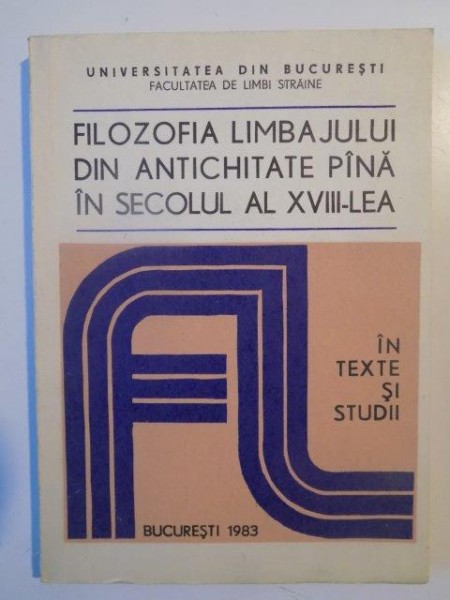 UNIVERSITATEA DIN BUCUREȘTI
FACULTATEA DE LIMBI STRĂINE
FILOZOFIA LIMBAJULUI
DIN ANTICHITATE PÎNĂ
ÎN SECOLUL AL XVIII-LEA
ÎN
TEXTE
ȘI
STUDII
FL
BUCUREȘTI 1983